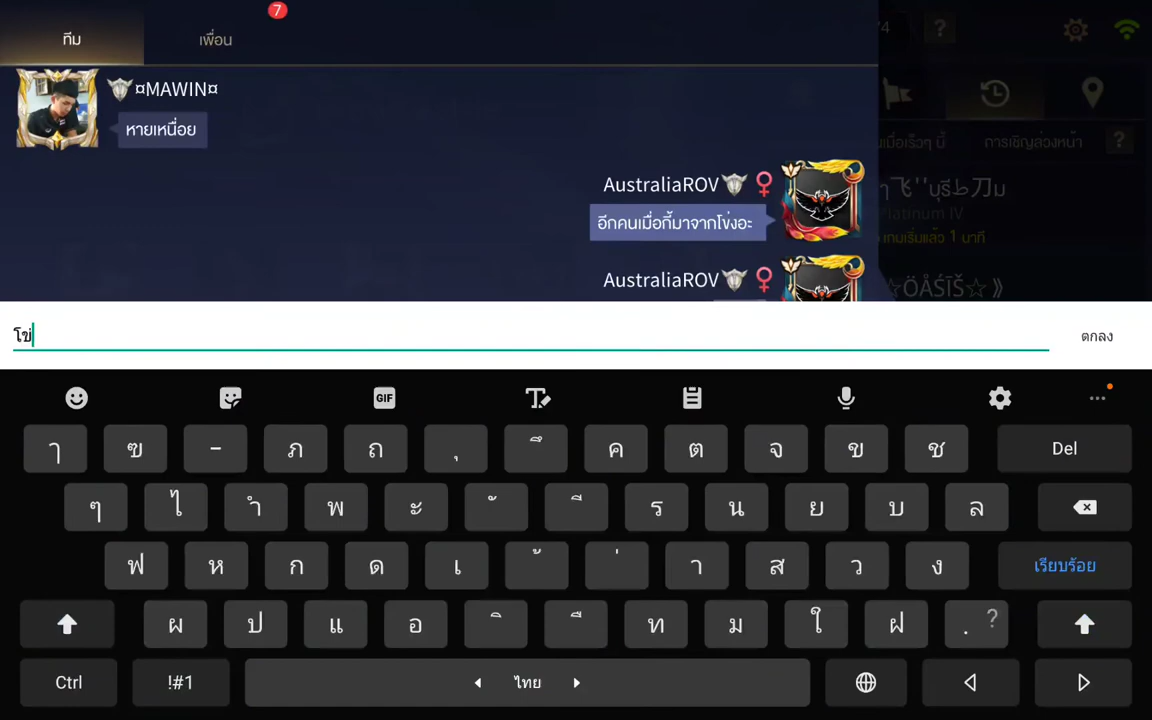 7
ทีม
เพื่อน
¤MAWIN¤
หายเหนื่อย
AustraliaROV
อีกคนเมื่อกี้มาจากโข่งอะ
AustraliaROV
/4
?
การเชิญล่วงหน้า
?
latinum IV
เกมเริ่มแล้ว 1 นาที
☆ÖÅŚĪŠ☆》
โข่
ตกลง
GIF
ๅ ฃ - ภ ถ ุ ึ ค ต จ ข ช Del
ๆ ไ ำ พ ะ ั ี ร น ย บ ล
ฟ ห ก ด เ ้ ่ า ส ว ง เรียบร้อย
ผ ป แ อ ิ ื ท ม ใ ฝ . ?
Ctrl !#1 ไทย